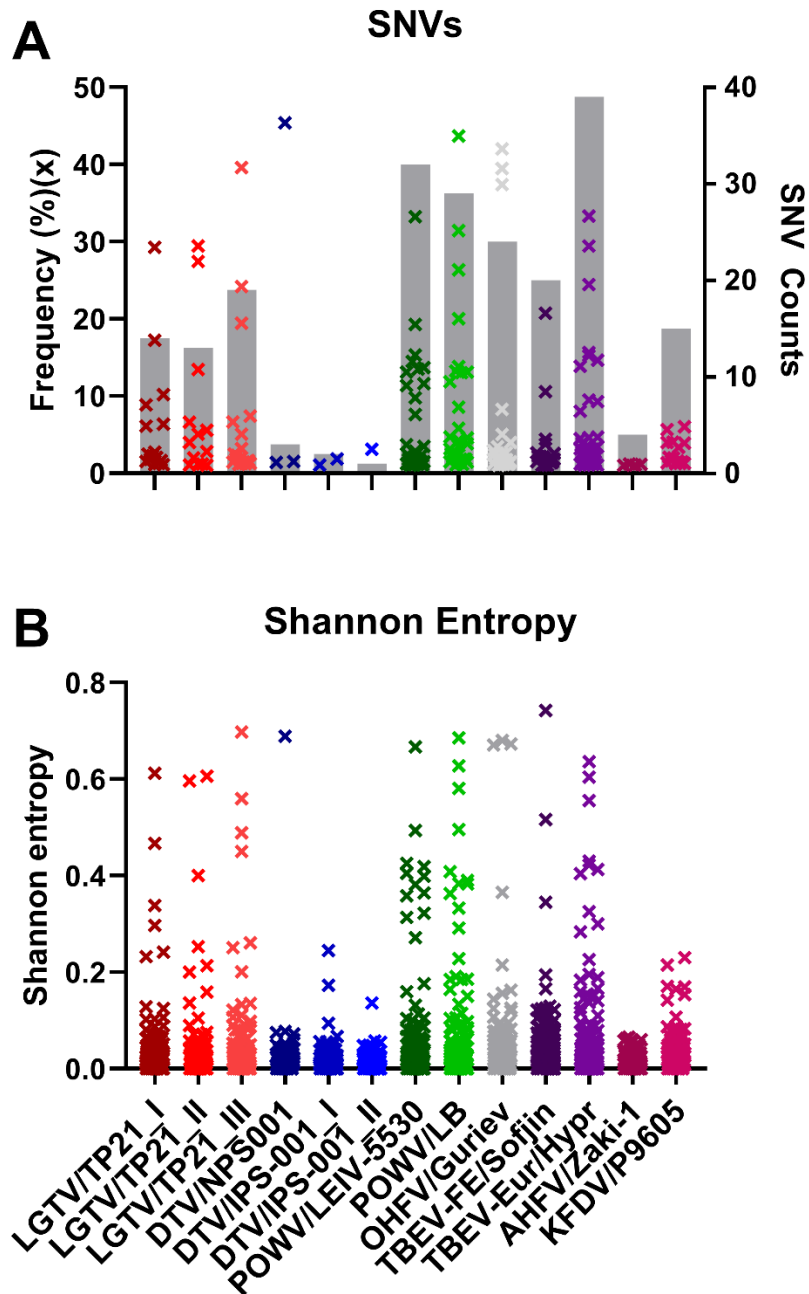 A
SNVs
50
40
30
20
10
0
Frequency (%)(x)
40
30
20
10
0
SNV Counts
B
Shannon Entropy
0.8
0.6
0.4
0.2
0.0
Shannon entropy
LGTV/TP21_I
LGTV/TP21_II
LGTV/TP21_III
DTV/NPS001
DTV/IPS-001_I
DTV/IPS-001_II
POWV/LEIV-5530
POWV/LB
OHFV/Guriev
TBEV-FE/Sofjin
TBEV-Eur/Hypr
AHFV/Zaki-1
KFDV/P9605